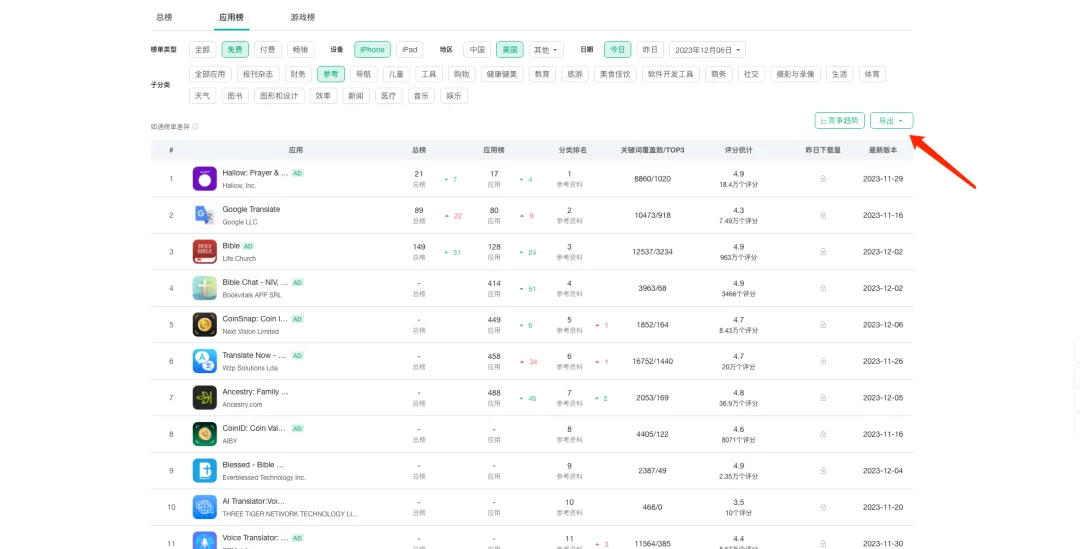 总榜 应用榜 游戏榜
榜单类型 全部 免费 付费 畅销 设备 iPhone iPad 地区 中国 美国 其他 日期 今日 昨日 2023年12月06日
子分类 全部应用 报刊杂志 财务 参考 导航 儿童 工具 购物 健康健美 教育 旅游 美食佳饮 软件开发工具 商务 社交 摄影与录像 生活 体育
天气 图书 图形和设计 效率 新闻 医疗 音乐 娱乐
如遇榜单差异
竞争趋势 导出
# 应用 总榜 应用榜 分类排名 关键词覆盖数/TOP3 评分统计 昨日下载量 最新版本
1 Hallow: Prayer & ... AD 21 7 17 4 1 8860/1020 4.9 2023-11-29
Hallow, Inc. 总榜 应用 参考资料 18.4万个评分
2 Google Translate 89 22 80 9 2 10473/918 4.3 2023-11-16
Google LLC 总榜 应用 参考资料 7.49万个评分
3 Bible AD 149 31 128 24 3 12537/3234 4.9 2023-12-02
Life.Church 总榜 应用 参考资料 963万个评分
4 Bible Chat - NIV, ... AD - 414 51 4 3963/68 4.9 2023-12-02
Bookvitals APP SRL 总榜 应用 参考资料 3466个评分
5 CoinSnap: Coin I... AD - 449 6 5 1 1852/164 4.7 2023-12-06
Next Vision Limited 总榜 应用 参考资料 8.43万个评分
6 Translate Now - ... AD - 458 34 6 1 16752/1440 4.7 2023-11-26
Wzp Solutions Lda 总榜 应用 参考资料 20万个评分
7 Ancestry: Family ... - 488 45 7 2 2053/169 4.8 2023-12-05
Ancestry.com 总榜 应用 参考资料 36.9万个评分
8 CoinID: Coin Val... AD - - 8 4405/122 4.6 2023-11-16
AIBY 总榜 应用 参考资料 8071个评分
9 Blessed - Bible ... - - 9 2387/49 4.9 2023-12-04
Everblessed Technology Inc. 总榜 应用 参考资料 2.35万个评分
10 AI Translator:Voi... - - 10 468/0 3.5 2023-11-20
THREE TIGER NETWORK TECHNOLOGY LI... 总榜 应用 参考资料 10个评分
11 Voice Translator: ... AD - - 11 3 11564/385 4.4 2023-11-30